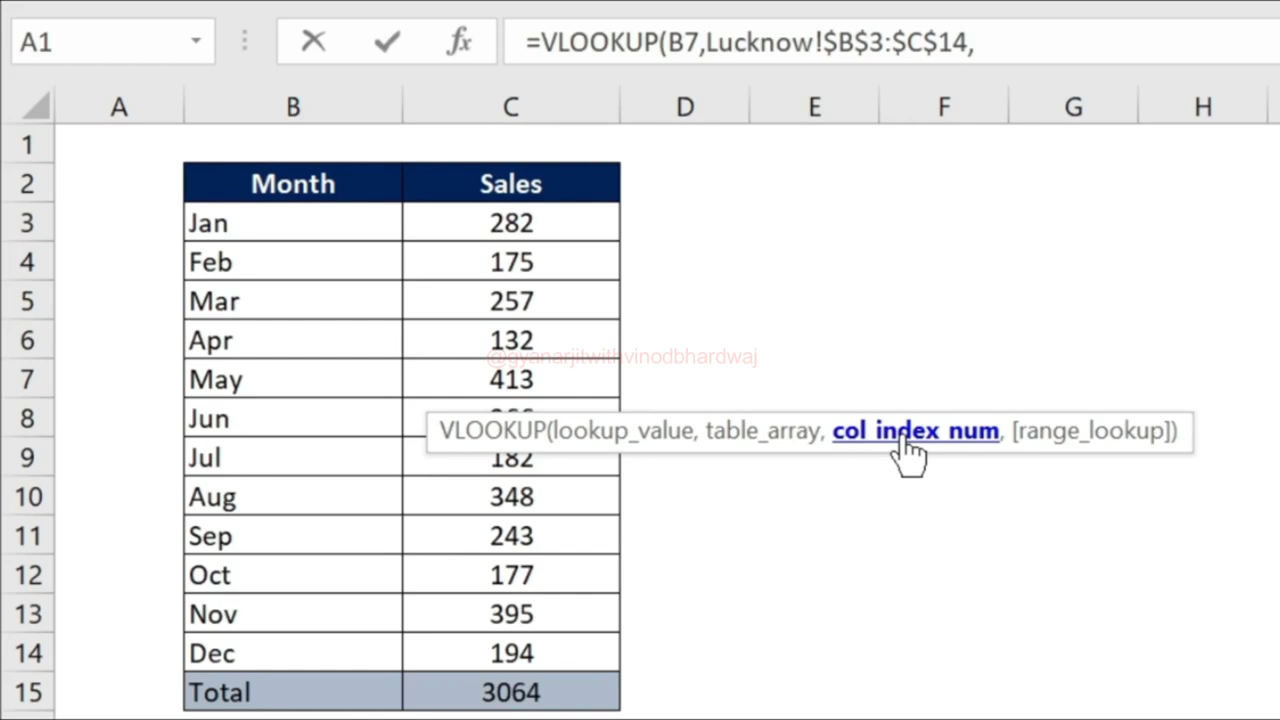 A1 fx =VLOOKUP(B7,Lucknow!$B$3:$C$14,
A B C D E F G H
1
2 Month Sales
3 Jan 282
4 Feb 175
5 Mar 257
6 Apr 132
@gyanarjitwithvinodbhardwaj
7 May 413
8 Jun
VLOOKUP(lookup_value, table_array, col_index_num, [range_lookup])
9 Jul 182
10 Aug 348
11 Sep 243
12 Oct 177
13 Nov 395
14 Dec 194
15 Total 3064